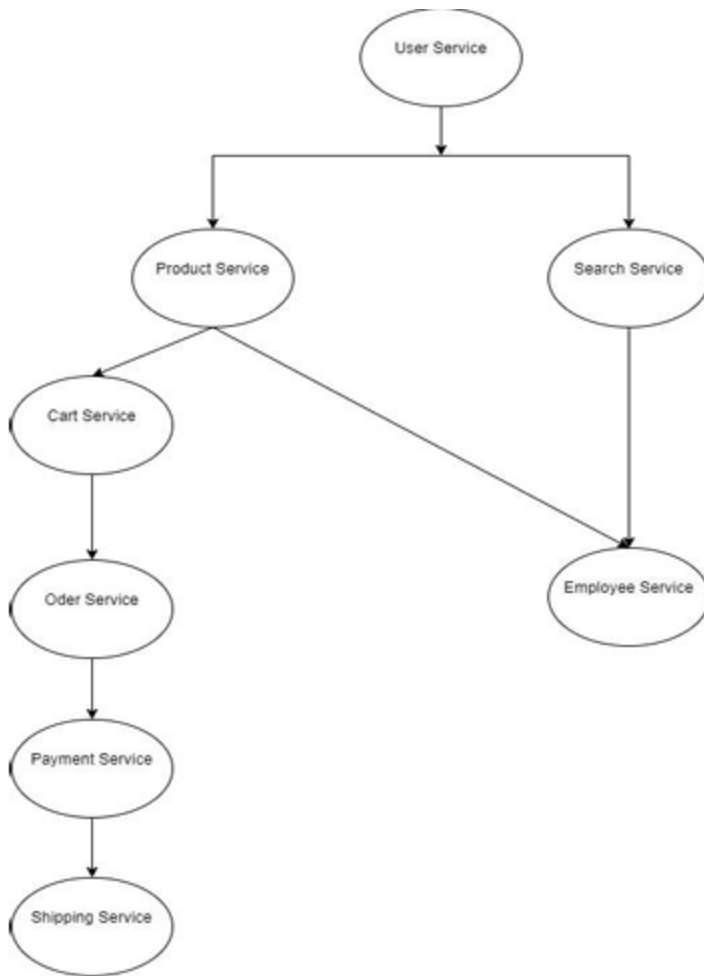 User Service
Product Service
Search Service
Cart Service
Oder Service
Employee Service
Payment Service
Shipping Service